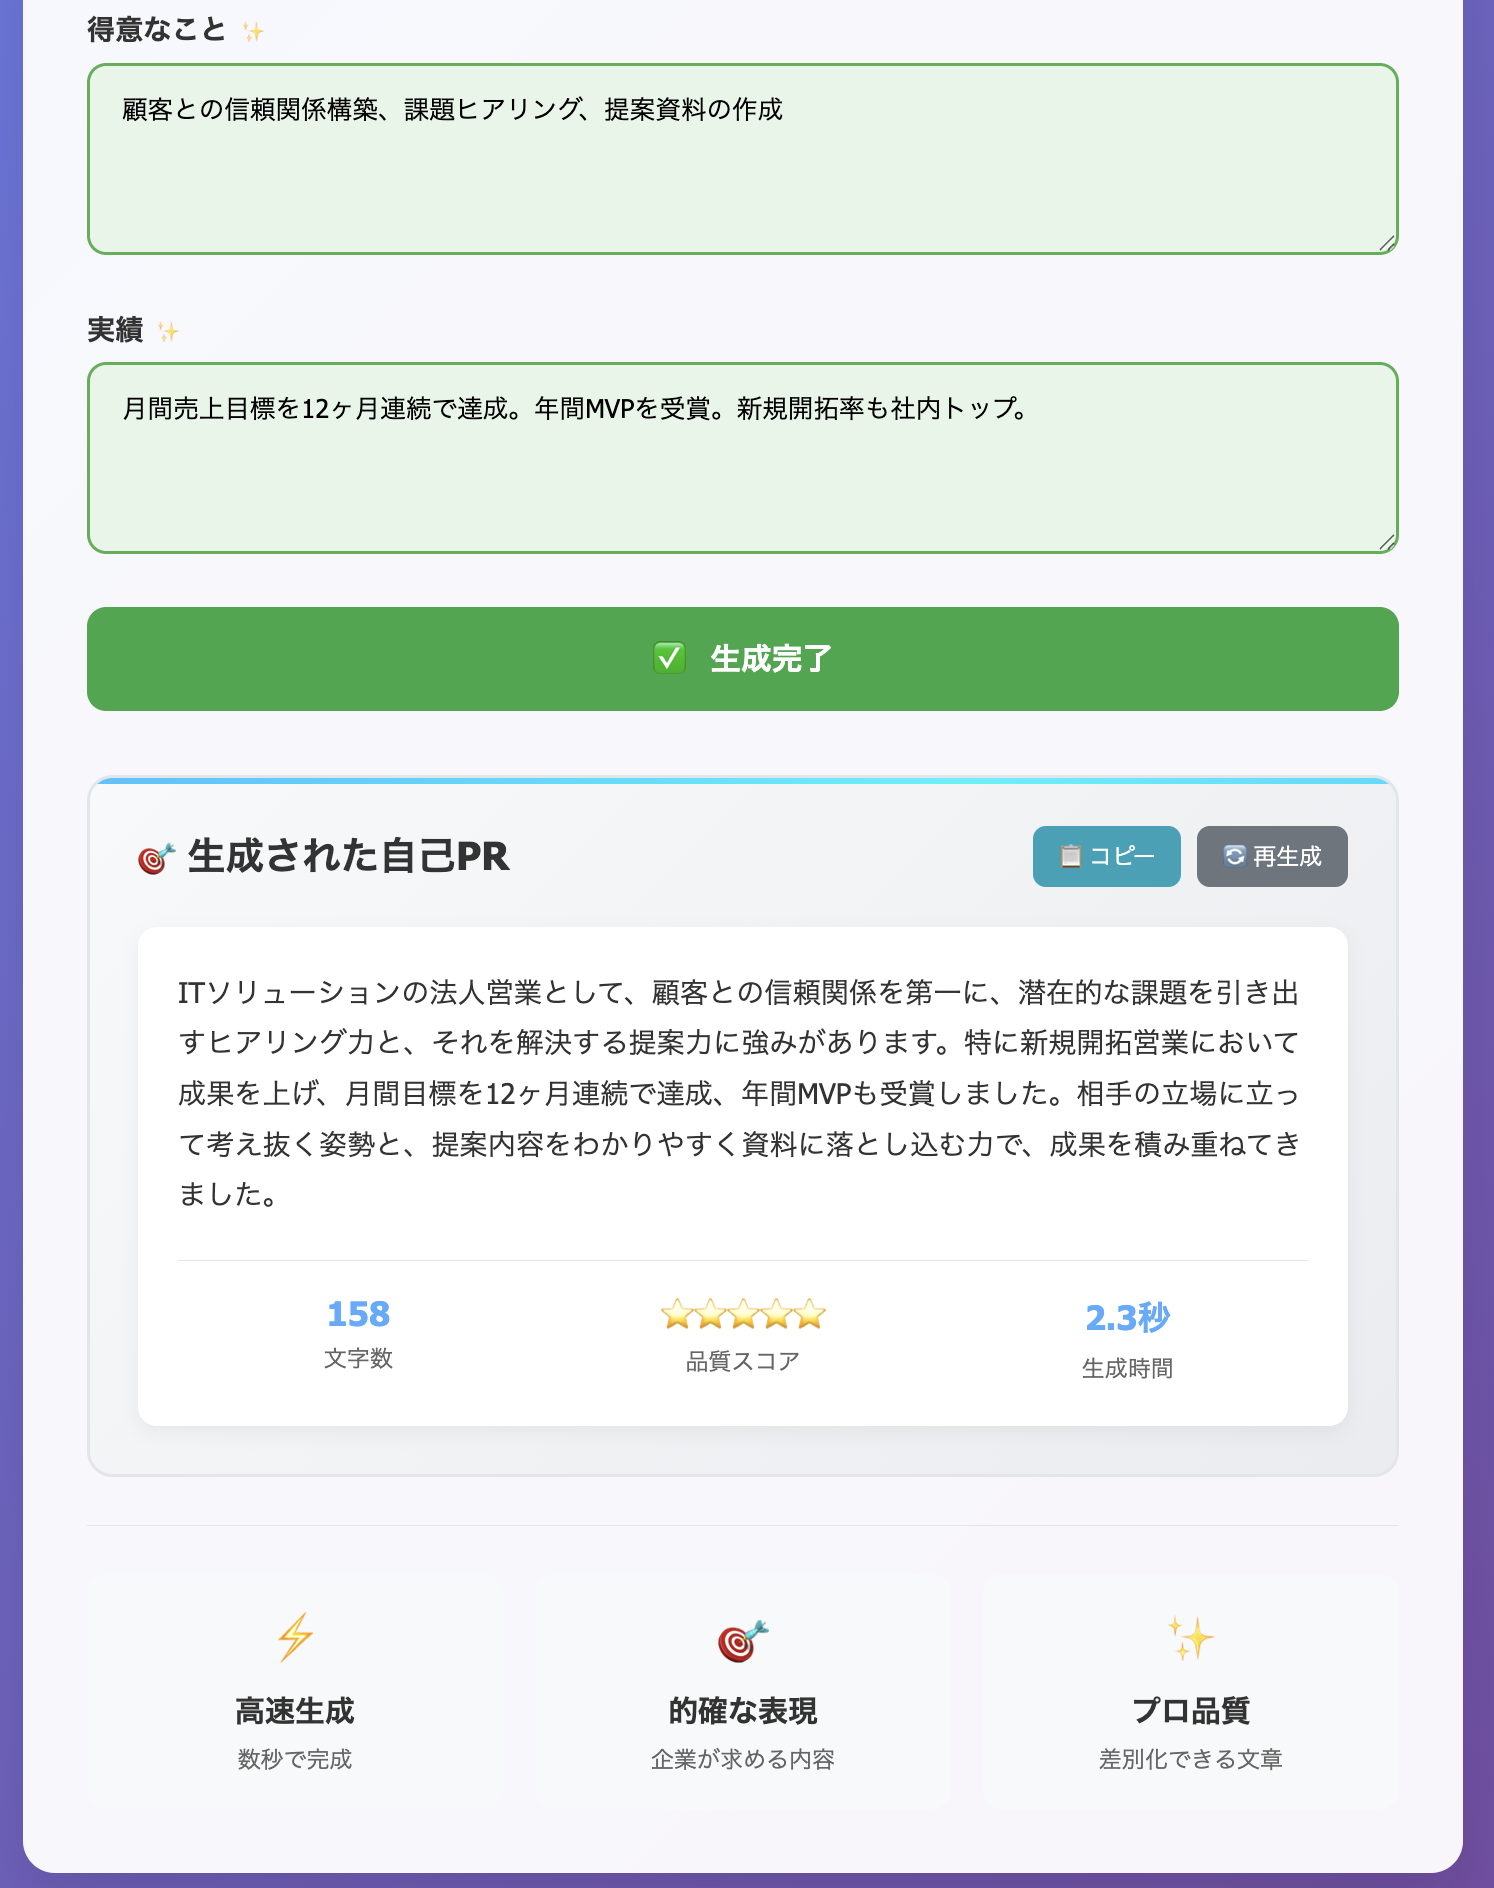 得意なこと ✨
顧客との信頼関係構築、課題ヒアリング、提案資料の作成
実績 ✨
月間売上目標を12ヶ月連続で達成。年間MVPを受賞。新規開拓率も社内トップ。
✅ 生成完了
🎯 生成された自己PR
📋 コピー
🔄 再生成
ITソリューションの法人営業として、顧客との信頼関係を第一に、潜在的な課題を引き出
すヒアリング力と、それを解決する提案力に強みがあります。特に新規開拓営業において
成果を上げ、月間目標を12ヶ月連続で達成、年間MVPも受賞しました。相手の立場に立っ
て考え抜く姿勢と、提案内容をわかりやすく資料に落とし込む力で、成果を積み重ねてき
ました。
158
文字数
⭐⭐⭐⭐⭐
品質スコア
2.3秒
生成時間
⚡
高速生成
数秒で完成
🎯
的確な表現
企業が求める内容
✨
プロ品質
差別化できる文章